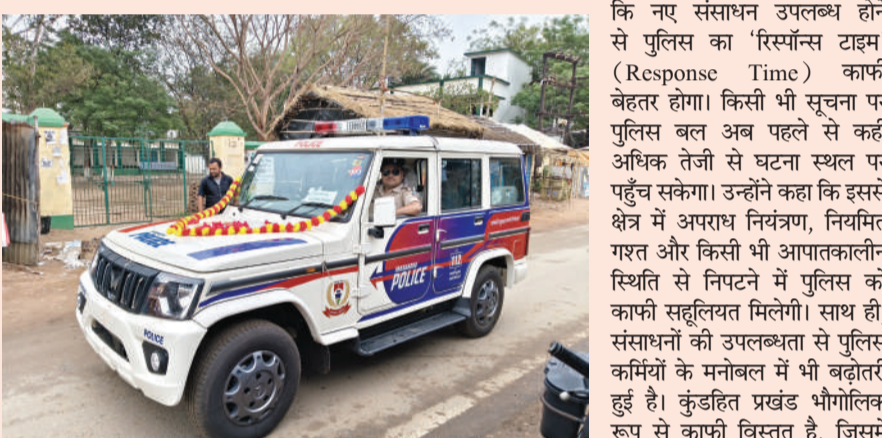 POLICE
POLICE
112
POLICE
कि नए संसाधन उपलब्ध होने
से पुलिस का ‘रिस्पॉन्स टाइम
(Response Time) काफी
बेहतर होगा। किसी भी सूचना पर
पुलिस बल अब पहले से कहीं
अधिक तेजी से घटना स्थल पर
पहुँच सकेगा। उन्होंने कहा कि इससे
क्षेत्र में अपराध नियंत्रण, नियमित
गश्त और किसी भी आपातकालीन
स्थिति से निपटने में पुलिस को
काफी सहूलियत मिलेगी। साथ ही,
संसाधनों की उपलब्धता से पुलिस
कर्मियों के मनोबल में भी बढ़ोतरी
हुई है। कुंडहित प्रखंड भौगोलिक
रूप से काफी विस्तृत है, जिसमें